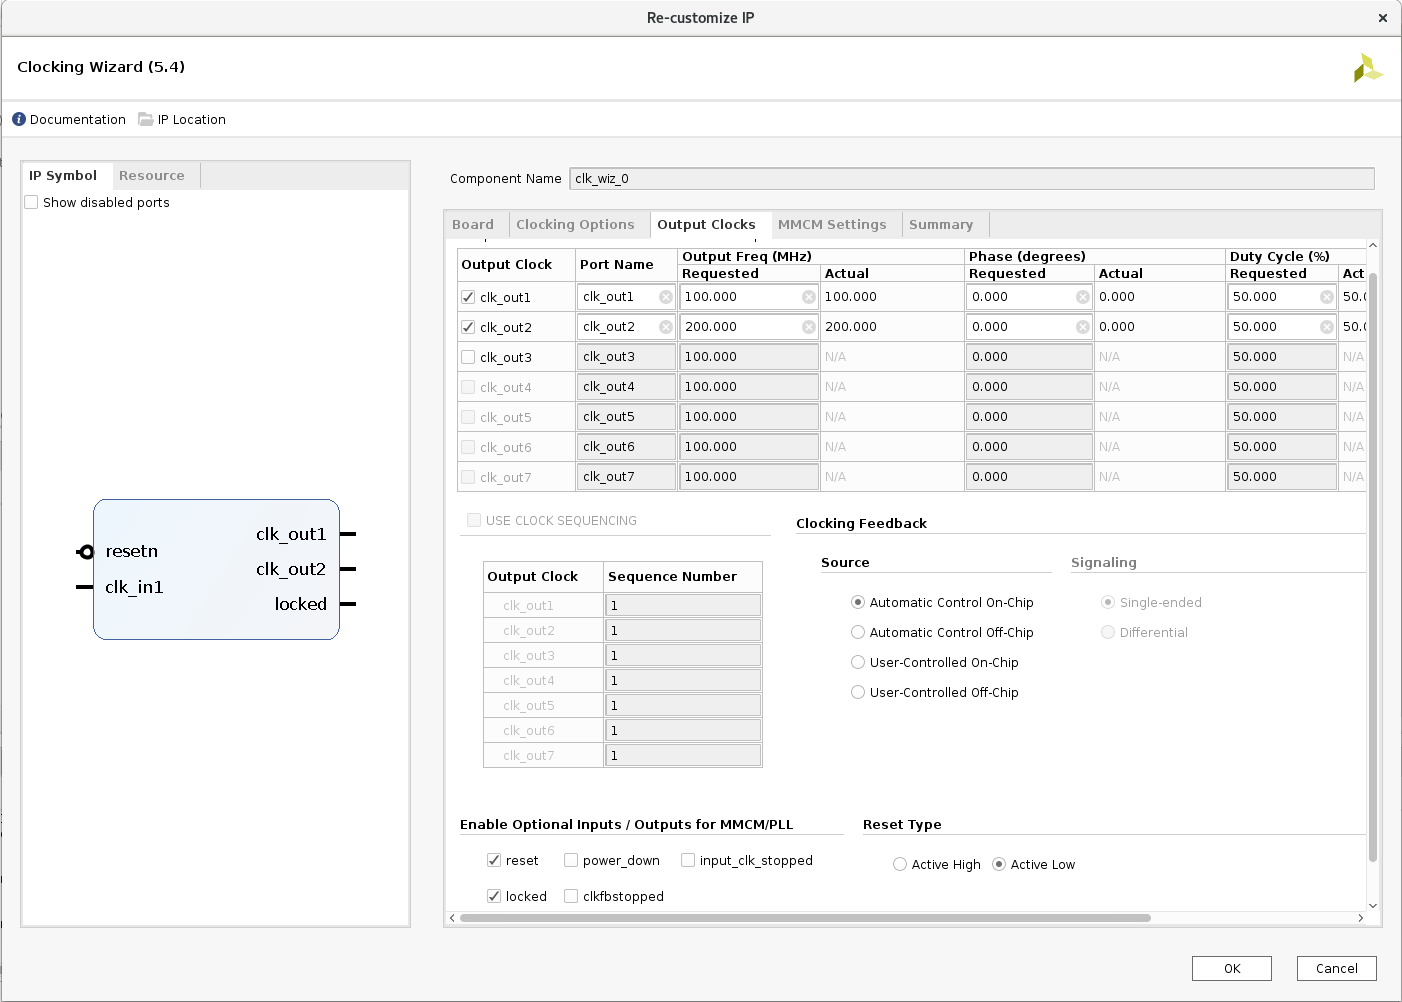 Re-customize IP
Clocking Wizard (5.4)
Documentation IP Location
IP Symbol Resource
Show disabled ports
resetn
clk_in1
clk_out1
clk_out2
locked
Component Name clk_wiz_0
Board Clocking Options Output Clocks MMCM Settings Summary
Output Clock Port Name Output Freq (MHz) Phase (degrees) Duty Cycle (%)
Requested Actual Requested Actual Requested Act
clk_out1 clk_out1 100.000 100.000 0.000 0.000 50.000 50.0
clk_out2 clk_out2 200.000 200.000 0.000 0.000 50.000 50.0
clk_out3 clk_out3 100.000 N/A 0.000 N/A 50.000 N/A
clk_out4 clk_out4 100.000 N/A 0.000 N/A 50.000 N/A
clk_out5 clk_out5 100.000 N/A 0.000 N/A 50.000 N/A
clk_out6 clk_out6 100.000 N/A 0.000 N/A 50.000 N/A
clk_out7 clk_out7 100.000 N/A 0.000 N/A 50.000 N/A
USE CLOCK SEQUENCING
Output Clock Sequence Number
clk_out1 1
clk_out2 1
clk_out3 1
clk_out4 1
clk_out5 1
clk_out6 1
clk_out7 1
Clocking Feedback
Source Signaling
Automatic Control On-Chip Single-ended
Automatic Control Off-Chip Differential
User-Controlled On-Chip
User-Controlled Off-Chip
Enable Optional Inputs / Outputs for MMCM/PLL Reset Type
reset power_down input_clk_stopped Active High Active Low
locked clkfbstopped
OK Cancel